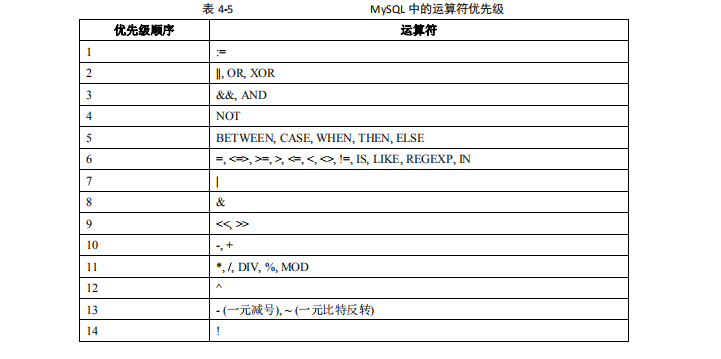 表 4-5 MySQL 中的运算符优先级
优先级顺序 运算符
1 :=
2 ||, OR, XOR
3 &&, AND
4 NOT
5 BETWEEN, CASE, WHEN, THEN, ELSE
6 =, <=>, >=, >, <=, <, <>, !=, IS, LIKE, REGEXP, IN
7 |
8 &
9 <<, >>
10 -, +
11 *, /, DIV, %, MOD
12 ^
13 - (一元减号), ~ (一元比特反转)
14 !